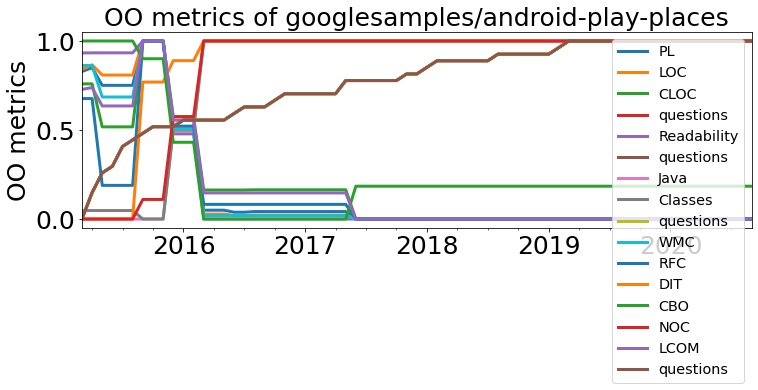 OO metrics of googlesamples/android-play-places
OO metrics
1.0
0.5
0.0
2016
2017
2018
2019
2020
PL
LOC
CLOC
questions
Readability
questions
Java
Classes
questions
WMC
RFC
DIT
CBO
NOC
LCOM
questions